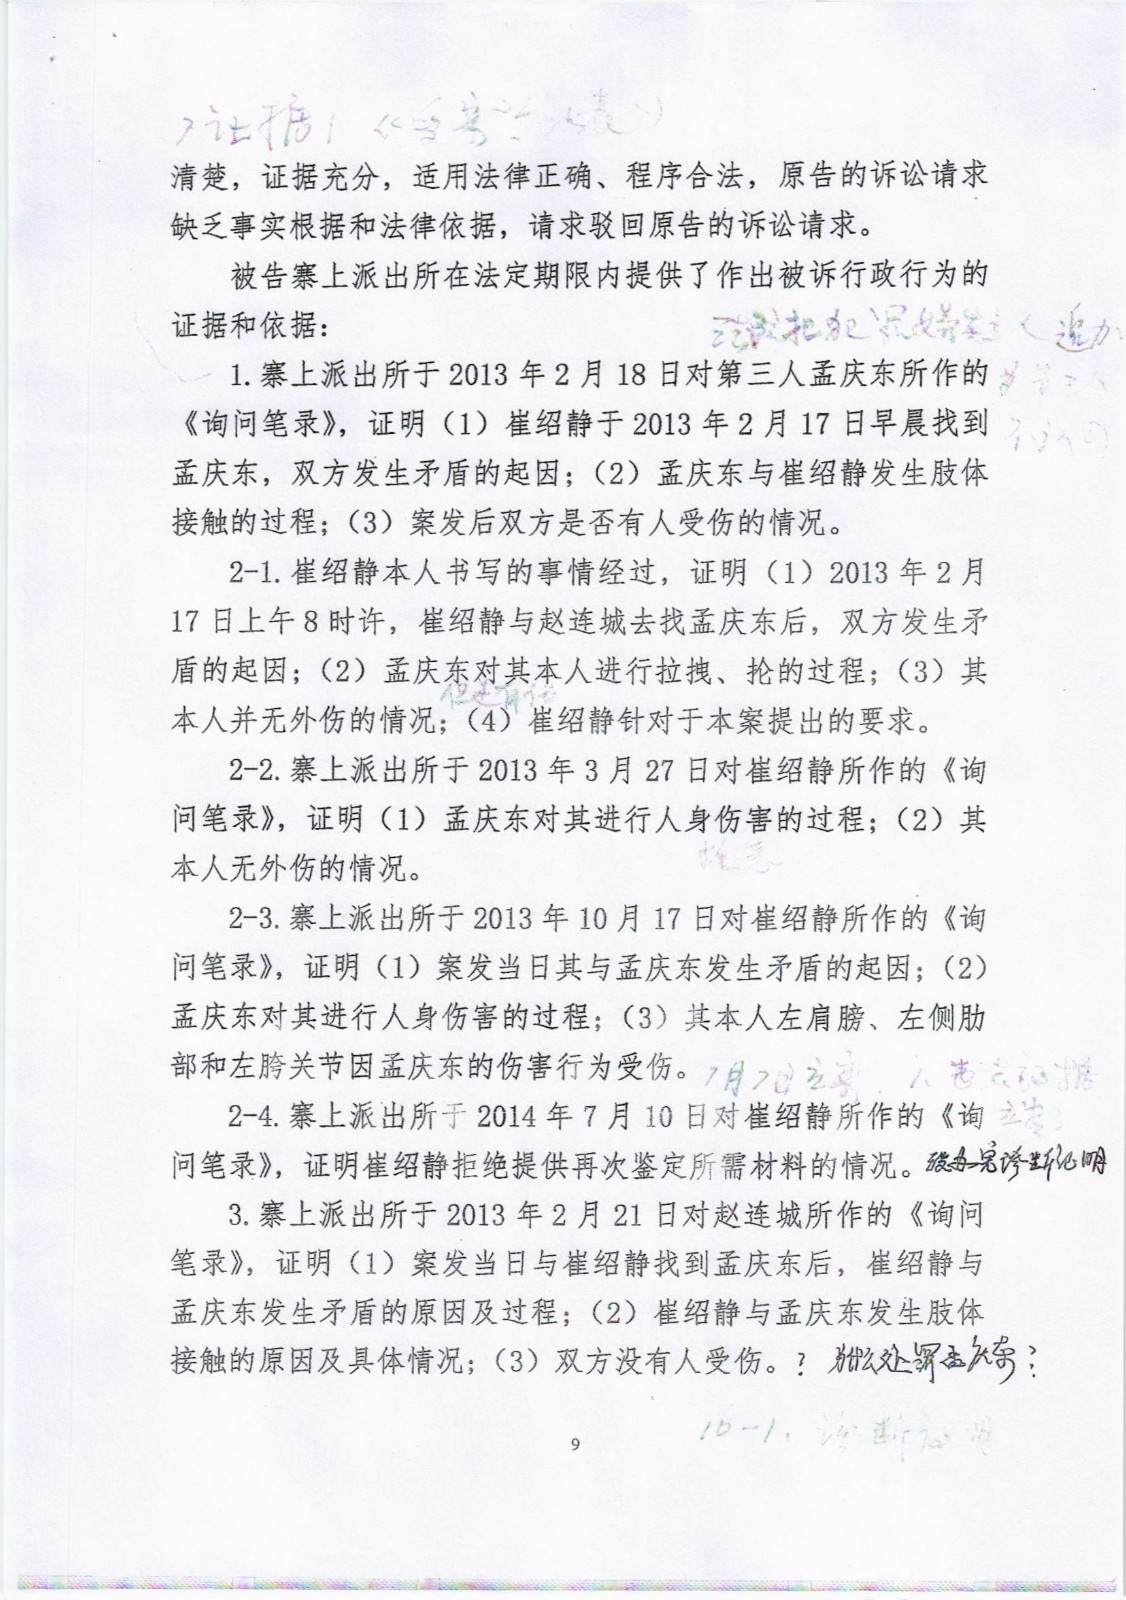 证据1《受案登记表》
清楚，证据充分，适用法律正确、程序合法，原告的诉讼请求
缺乏事实根据和法律依据，请求驳回原告的诉讼请求。
被告寨上派出所在法定期限内提供了作出被诉行政行为的
证据和依据：
把犯罪嫌 追加
1.寨上派出所于2013年2月18日对第三人孟庆东所作的
《询问笔录》，证明（1）崔绍静于2013年2月17日早晨找到
孟庆东，双方发生矛盾的起因；（2）孟庆东与崔绍静发生肢体
接触的过程；（3）案发后双方是否有人受伤的情况。
2-1.崔绍静本人书写的事情经过，证明（1）2013年2月
17日上午8时许，崔绍静与赵连城去找孟庆东后，双方发生矛
盾的起因；（2）孟庆东对其本人进行拉拽、抡的过程；（3）其
但是有伤
本人并无外伤的情况；（4）崔绍静针对于本案提出的要求。
2-2.寨上派出所于2013年3月27日对崔绍静所作的《询
问笔录》，证明（1）孟庆东对其进行人身伤害的过程；（2）其
本人无外伤的情况。
2-3.寨上派出所于2013年10月17日对崔绍静所作的《询
问笔录》，证明（1）案发当日其与孟庆东发生矛盾的起因；（2）
孟庆东对其进行人身伤害的过程；（3）其本人左肩膀、左侧肋
部和左胯关节因孟庆东的伤害行为受伤。
7月7日立案
2-4.寨上派出所于2014年7月10日对崔绍静所作的《询
问笔录》，证明崔绍静拒绝提供再次鉴定所需材料的情况。
诊断证明
3.寨上派出所于2013年2月21日对赵连城所作的《询问
笔录》，证明（1）案发当日与崔绍静找到孟庆东后，崔绍静与
孟庆东发生矛盾的原因及过程；（2）崔绍静与孟庆东发生肢体
接触的原因及具体情况；（3）双方没有人受伤。？为什么处罚孟庆东？
10-1、诊断证明
9